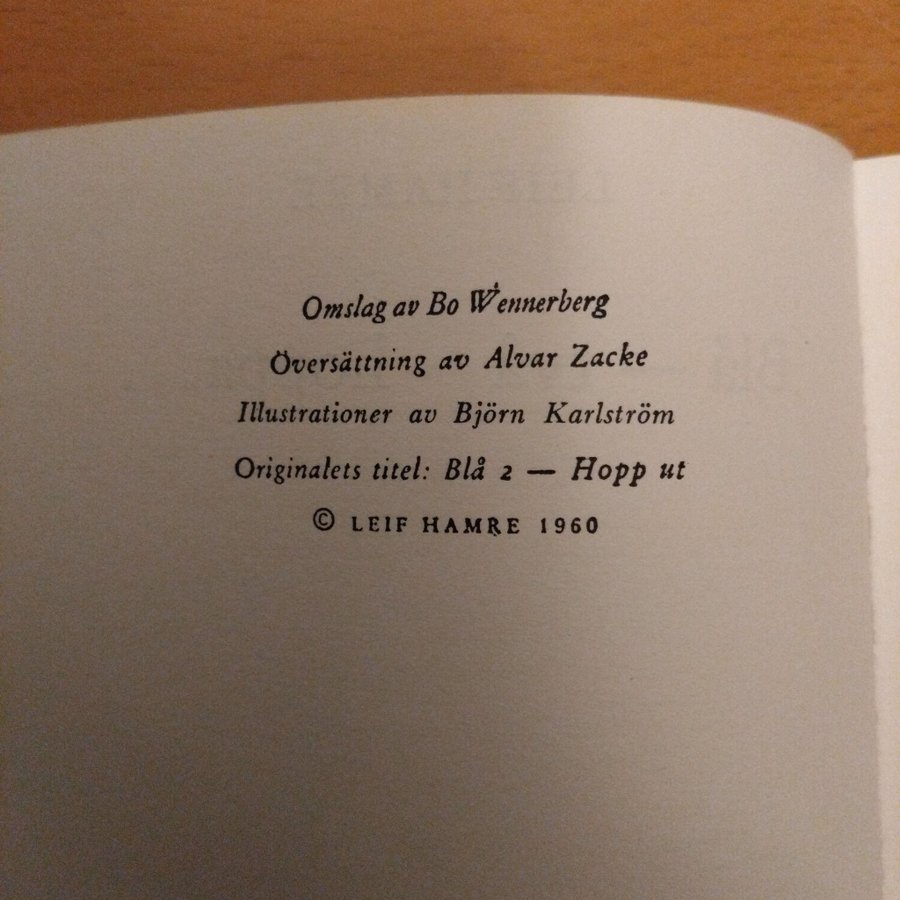 Omslag av Bo Wennerberg
Översättning av Alvar Zacke
Illustrationer av Björn Karlström
Originalets titel: Blå 2 — Hopp ut
© LEIF HAMRE 1960